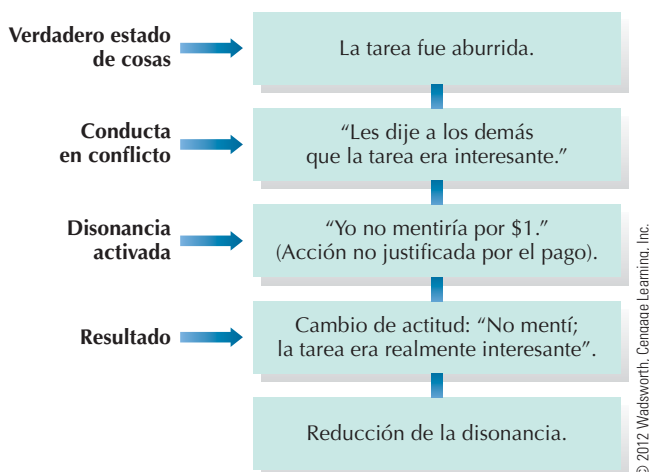 Verdadero estado
de cosas
La tarea fue aburrida.
Conducta
en conflicto
“Les dije a los demás
que la tarea era interesante.”
Disonancia
activada
“Yo no mentiría por $1.”
(Acción no justificada por el pago).
Resultado
Cambio de actitud: “No mentí;
la tarea era realmente interesante”.
Reducción de la disonancia.
© 2012 Wadsworth, Cengage Learning, Inc.